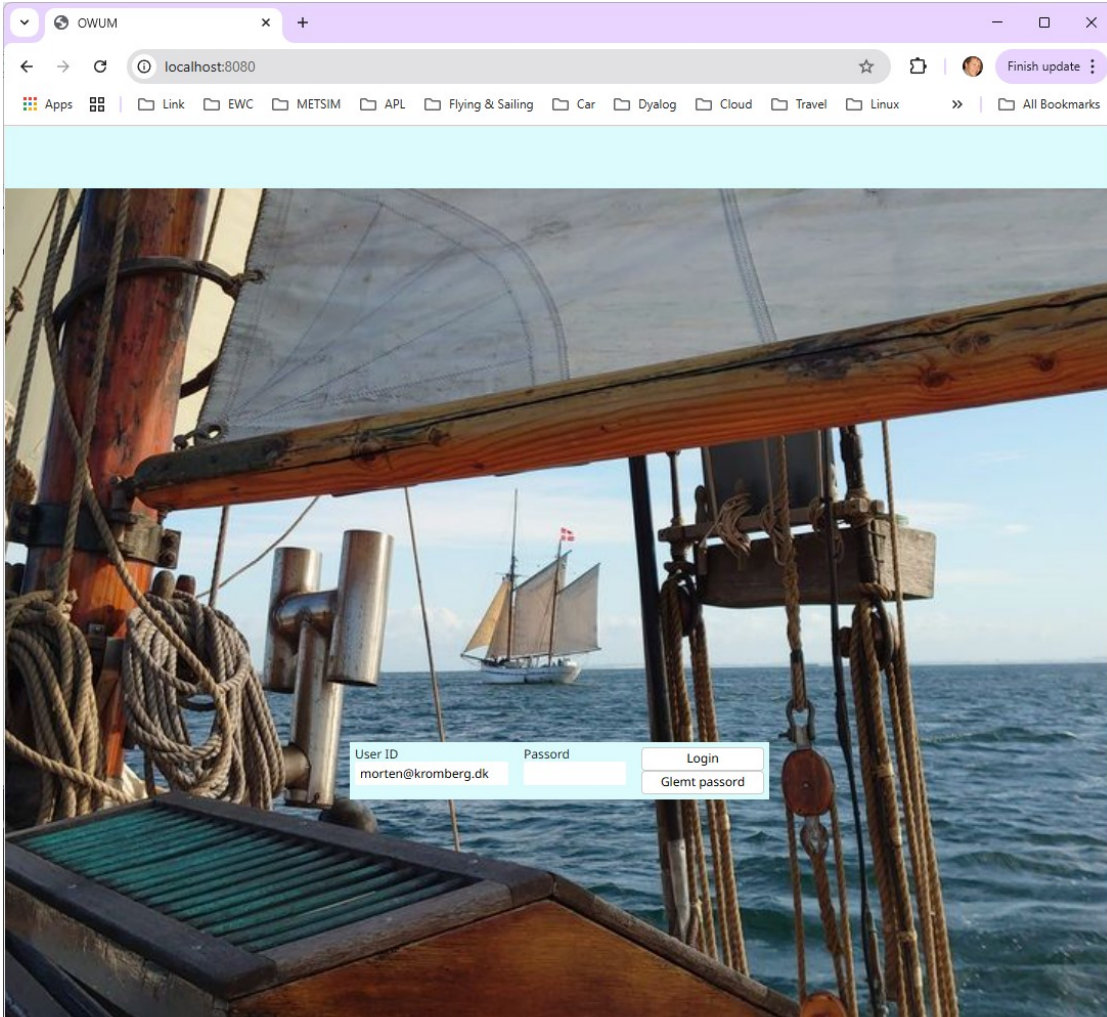 OWUM
localhost:8080
Finish update
Apps Link EWC METSIM APL Flying & Sailing Car Dyalog Cloud Travel Linux » All Bookmarks
User ID Passord Login
morten@kromberg.dk
Glemt passord